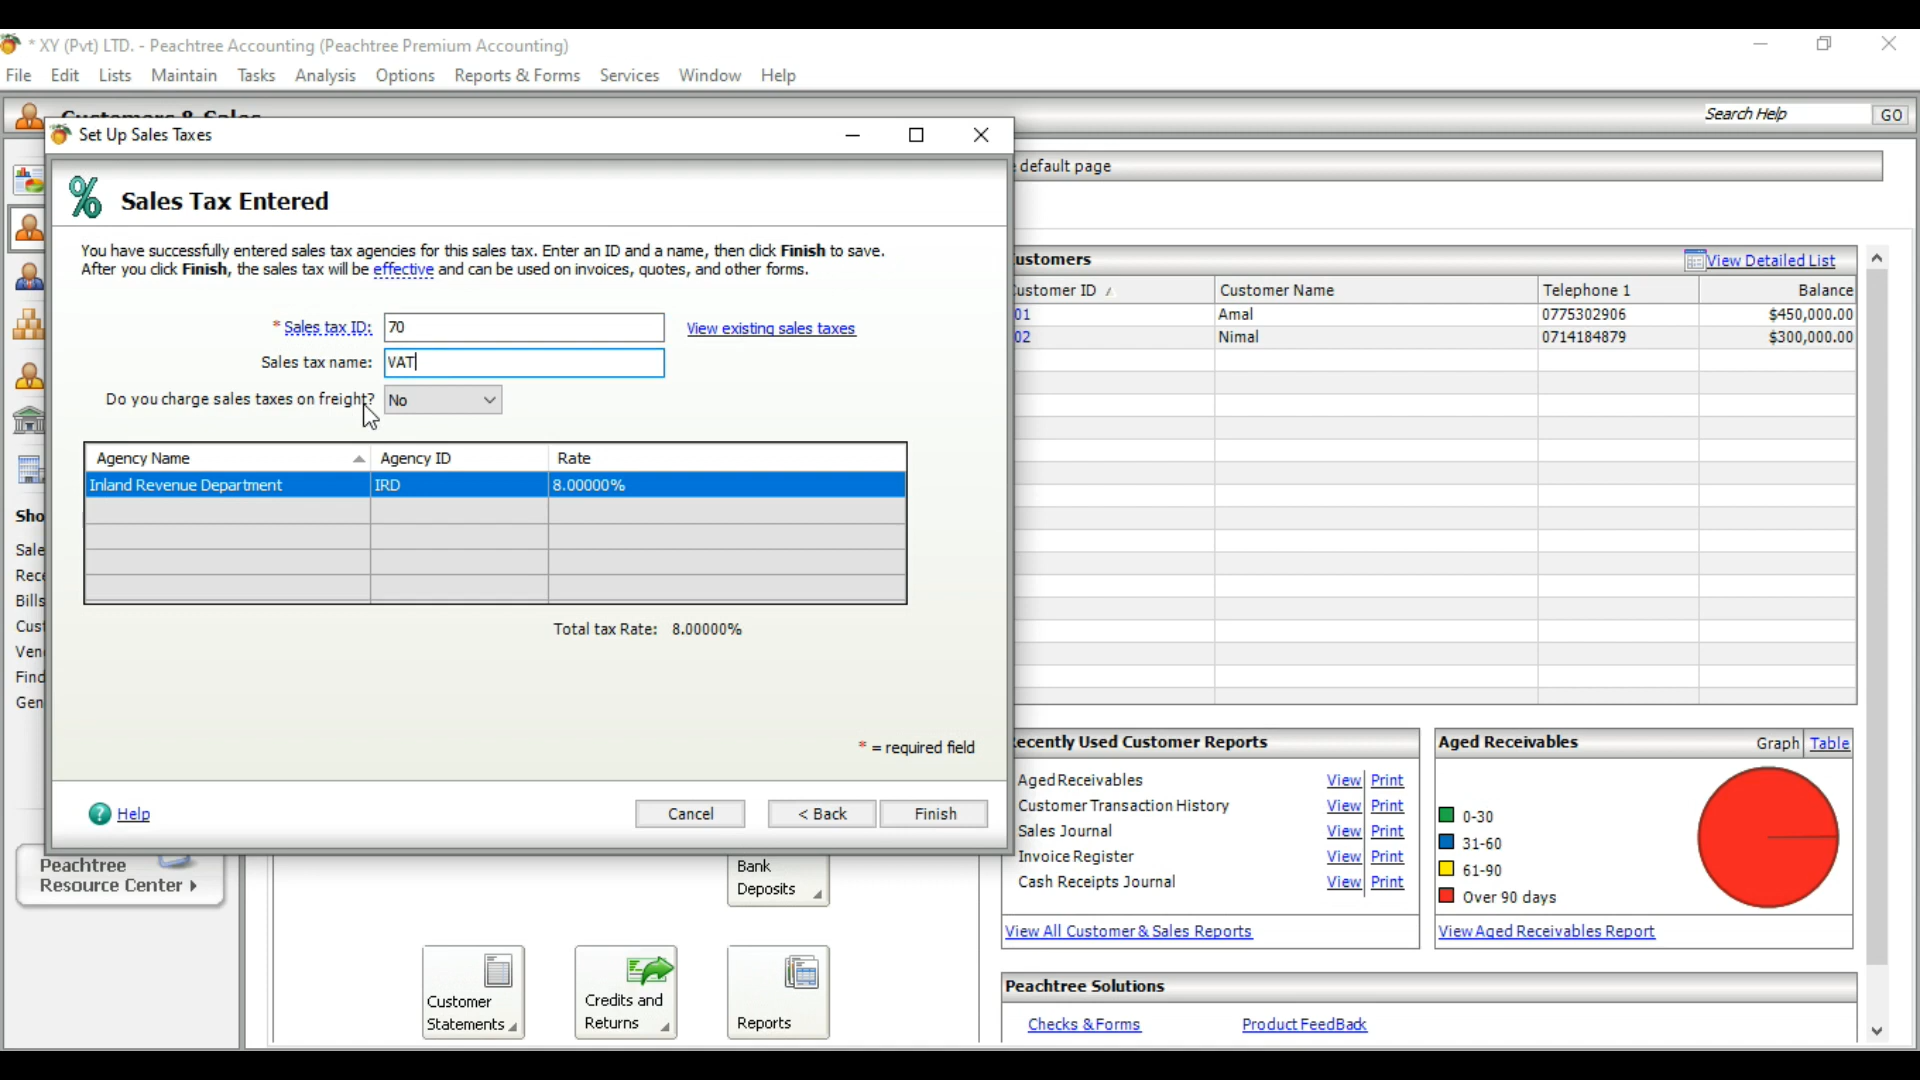 * XY (Pvt) LTD. - Peachtree Accounting (Peachtree Premium Accounting)
File Edit Lists Maintain Tasks Analysis Options Reports & Forms Services Window Help
Customers & Sales
Search Help GO
Set Up Sales Taxes
default page
% Sales Tax Entered
You have successfully entered sales tax agencies for this sales tax. Enter an ID and a name, then click Finish to save.
After you click Finish, the sales tax will be effective and can be used on invoices, quotes, and other forms.
* Sales tax ID: 70 View existing sales taxes
Sales tax name: VAT
Do you charge sales taxes on freight? No
Agency Name Agency ID Rate
Inland Revenue Department IRD 8.00000%
Total tax Rate: 8.00000%
* = required field
? Help Cancel < Back Finish
ustomers View Detailed List
ustomer ID Customer Name Telephone 1 Balance
01 Amal 0775302906 $450,000.00
02 Nimal 0714184879 $300,000.00
Sho
Sale
Rece
Bills
Cust
Ven
Find
Gen
Peachtree
Resource Center
Bank
Deposits
Customer
Statements
Credits and
Returns
Reports
ecently Used Customer Reports
Aged Receivables View Print
Customer Transaction History View Print
Sales Journal View Print
Invoice Register View Print
Cash Receipts Journal View Print
View All Customer & Sales Reports
Aged Receivables Graph Table
0-30
31-60
61-90
Over 90 days
View Aged Receivables Report
Peachtree Solutions
Checks & Forms Product FeedBack